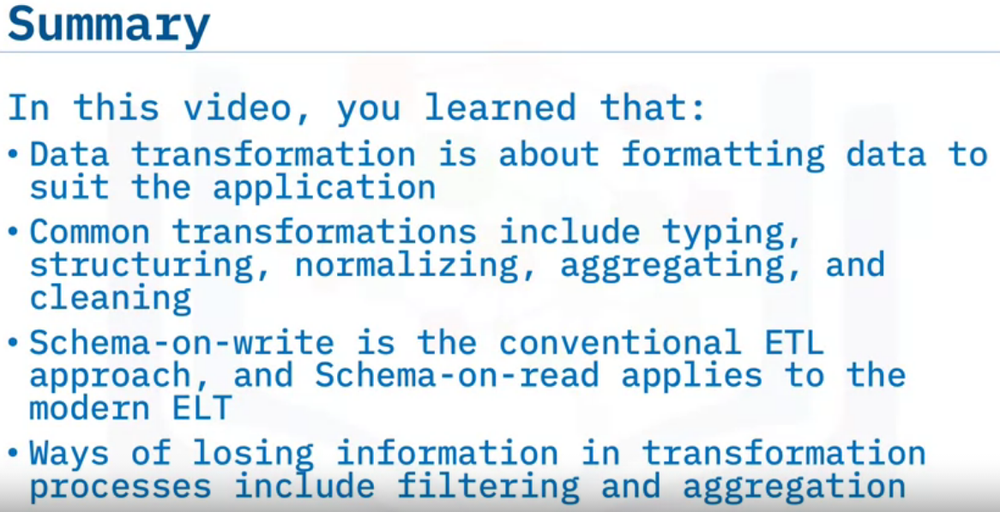 Summary
In this video, you learned that:
• Data transformation is about formatting data to
suit the application
• Common transformations include typing,
structuring, normalizing, aggregating, and
cleaning
• Schema-on-write is the conventional ETL
approach, and Schema-on-read applies to the
modern ELT
• Ways of losing information in transformation
processes include filtering and aggregation